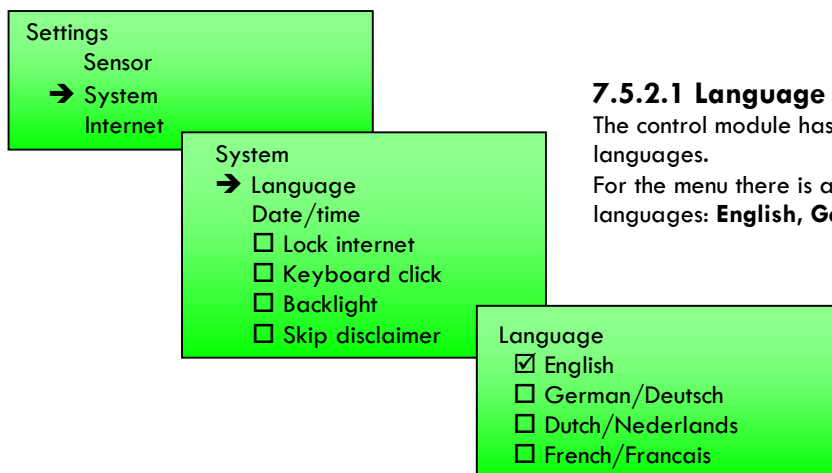 Settings
Sensor
➔ System
Internet
System
➔ Language
Date/time
☐ Lock internet
☐ Keyboard click
☐ Backlight
☐ Skip disclaimer
Language
☑ English
☐ German/Deutsch
☐ Dutch/Nederlands
☐ French/Francais
7.5.2.1 Language
The control module has
languages.
For the menu there is a
languages: English,